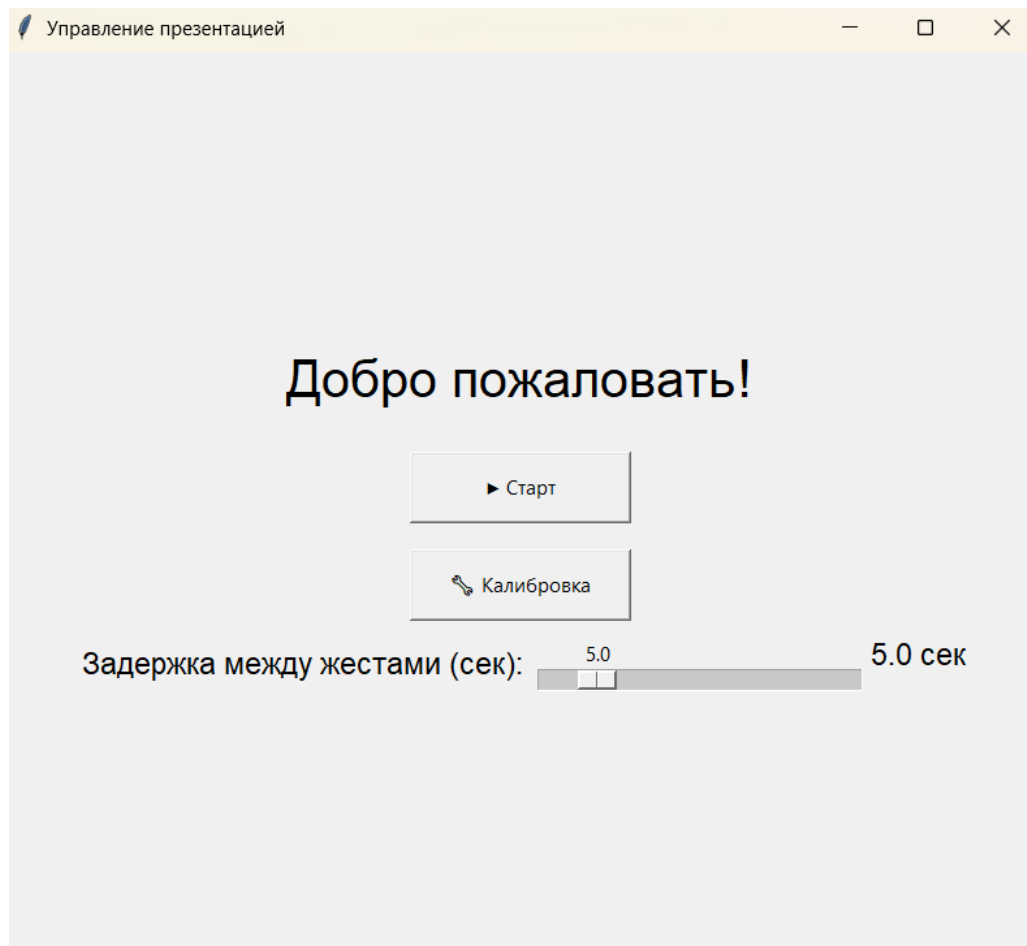 Управление презентацией
Добро пожаловать!
► Старт
🔧 Калибровка
Задержка между жестами (сек): 5.0 5.0 сек